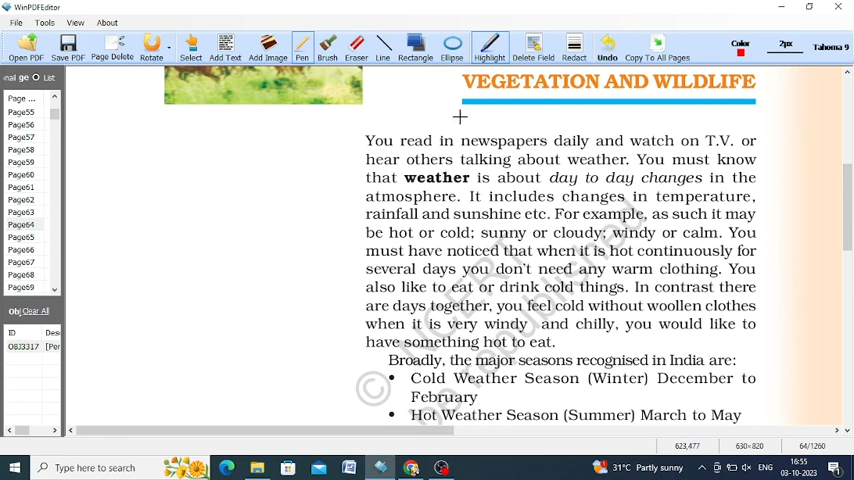 WinPDFEditor
File Tools View About
Open PDF Save PDF Page Delete Rotate Select Add Text Add Image Pen Brush Eraser Line Rectangle Ellipse Highlight Delete Field Redact Undo Copy To All Pages
Color 2px Tahoma 9
List
Page ...
Page55
Page56
Page57
Page58
Page59
Page60
Page61
Page62
Page63
Page64
Page65
Page66
Page67
Page68
Page69
Obj Clear All
ID Des
OBJ3317 [Pe
VEGETATION AND WILDLIFE
You read in newspapers daily and watch on T.V. or
hear others talking about weather. You must know
that weather is about day to day changes in the
atmosphere. It includes changes in temperature,
rainfall and sunshine etc. For example, as such it may
be hot or cold; sunny or cloudy; windy or calm. You
must have noticed that when it is hot continuously for
several days you don't need any warm clothing. You
also like to eat or drink cold things. In contrast there
are days together, you feel cold without woollen clothes
when it is very windy and chilly, you would like to
have something hot to eat.
Broadly, the major seasons recognised in India are:
• Cold Weather Season (Winter) December to
February
• Hot Weather Season (Summer) March to May
© NCERT
be republished
623,477 630×820 64/1260
Type here to search
31°C Partly sunny
ENG
16:55
03-10-2023